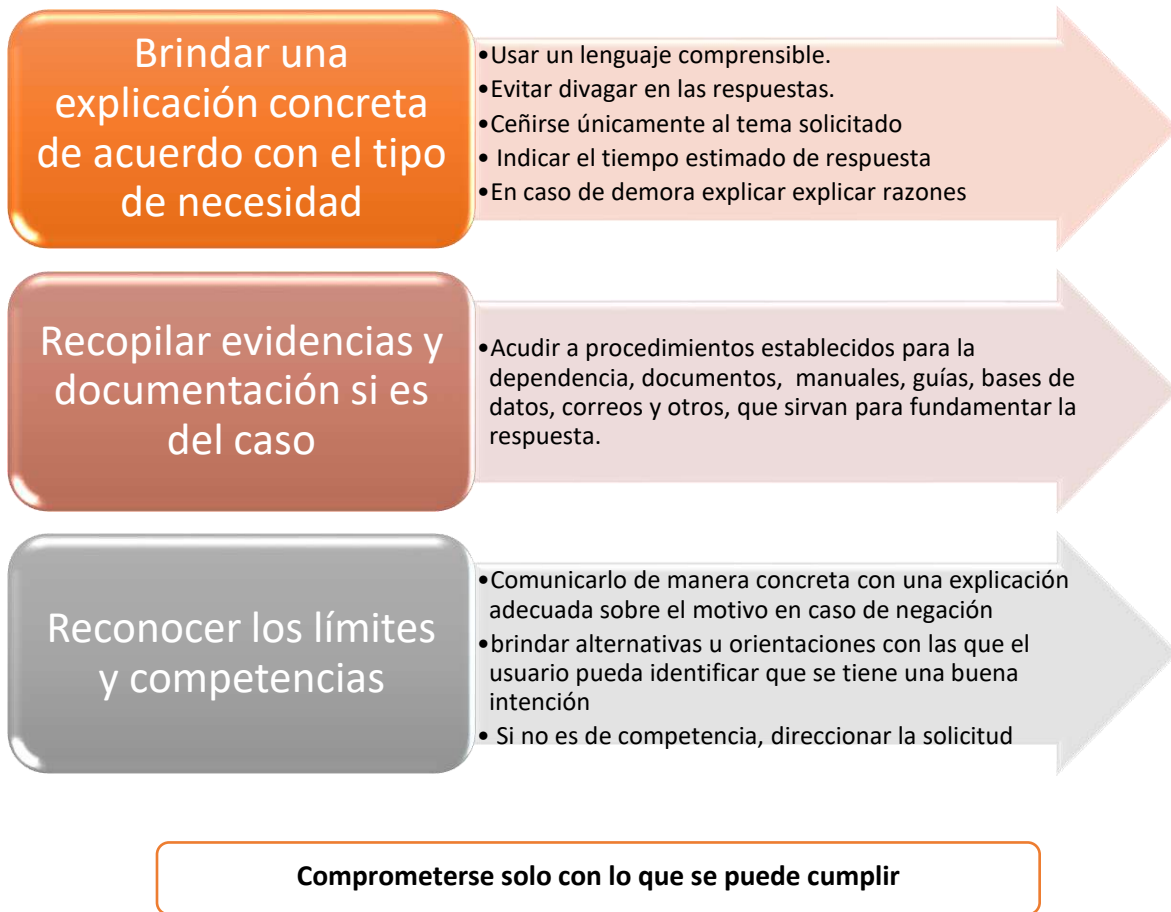 Brindar una
explicación concreta
de acuerdo con el tipo
de necesidad
•Usar un lenguaje comprensible.
•Evitar divagar en las respuestas.
•Ceñirse únicamente al tema solicitado
• Indicar el tiempo estimado de respuesta
•En caso de demora explicar explicar razones
Recopilar evidencias y
documentación si es
del caso
•Acudir a procedimientos establecidos para la
dependencia, documentos, manuales, guías, bases de
datos, correos y otros, que sirvan para fundamentar la
respuesta.
Reconocer los límites
y competencias
•Comunicarlo de manera concreta con una explicación
adecuada sobre el motivo en caso de negación
•brindar alternativas u orientaciones con las que el
usuario pueda identificar que se tiene una buena
intención
• Si no es de competencia, direccionar la solicitud
Comprometerse solo con lo que se puede cumplir